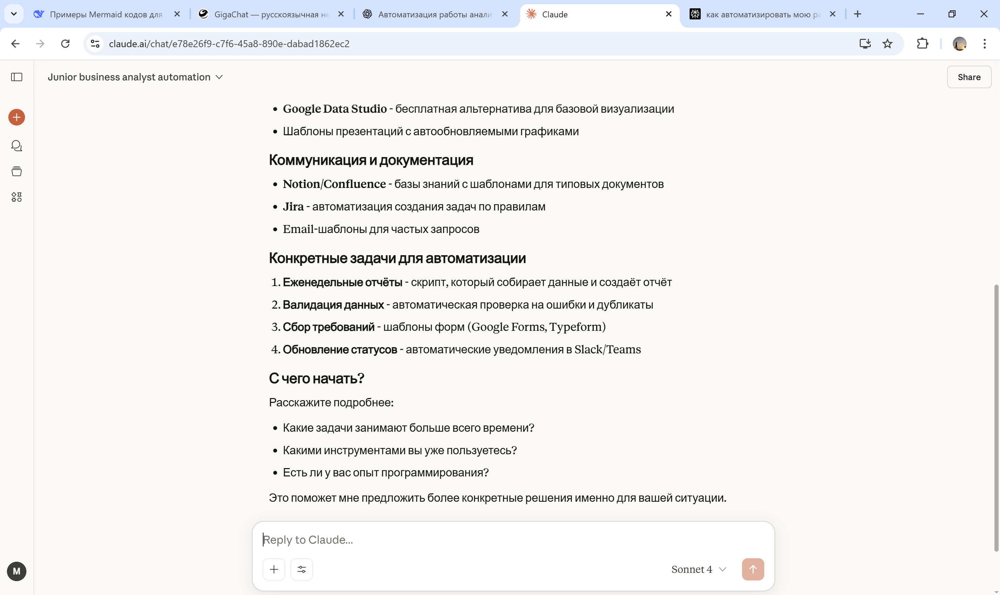 Примеры Mermaid кодов для
GigaChat — русскоязычная не
Автоматизация работы анали
Claude
как автоматизировать мою ра
claude.ai/chat/e78e26f9-c7f6-45a8-890e-dabad1862ec2
Junior business analyst automation
Share
• Google Data Studio - бесплатная альтернатива для базовой визуализации
• Шаблоны презентаций с автообновляемыми графиками
Коммуникация и документация
• Notion/Confluence - базы знаний с шаблонами для типовых документов
• Jira - автоматизация создания задач по правилам
• Email-шаблоны для частых запросов
Конкретные задачи для автоматизации
1. Еженедельные отчёты - скрипт, который собирает данные и создаёт отчёт
2. Валидация данных - автоматическая проверка на ошибки и дубликаты
3. Сбор требований - шаблоны форм (Google Forms, Typeform)
4. Обновление статусов - автоматические уведомления в Slack/Teams
С чего начать?
Расскажите подробнее:
• Какие задачи занимают больше всего времени?
• Какими инструментами вы уже пользуетесь?
• Есть ли у вас опыт программирования?
Это поможет мне предложить более конкретные решения именно для вашей ситуации.
Reply to Claude...
Sonnet 4
M